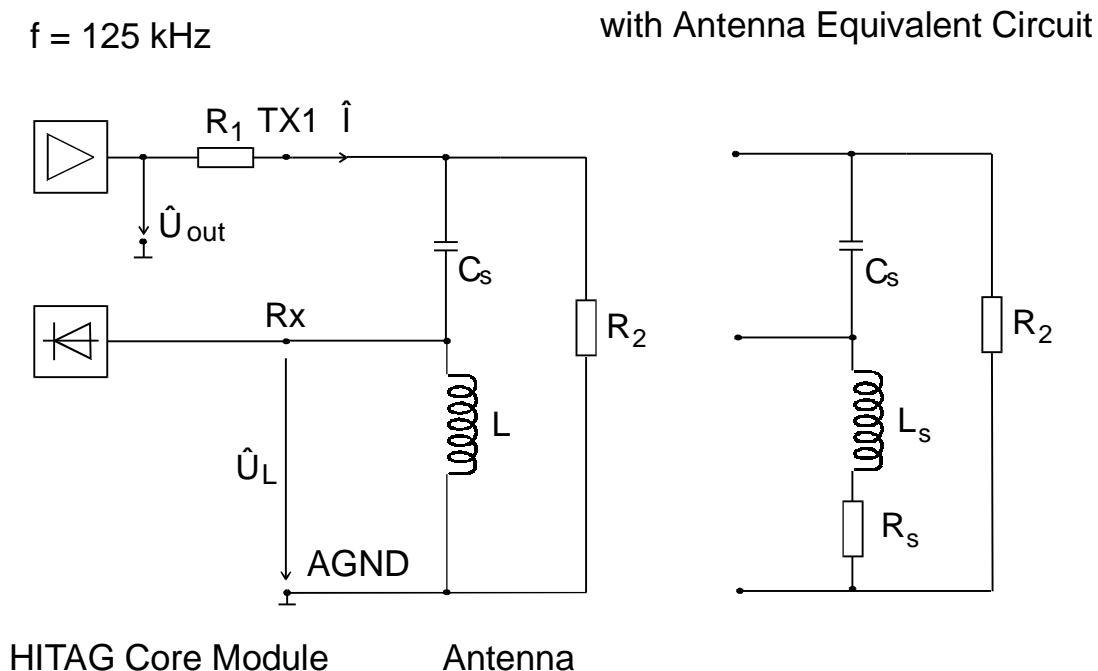 with Antenna Equivalent Circuit
f = 125 kHz
R1 TX1 Î
Ûout
Cs
Cs
Rx
R2
R2
L
Ls
ÛL
Rs
AGND
HITAG Core Module
Antenna